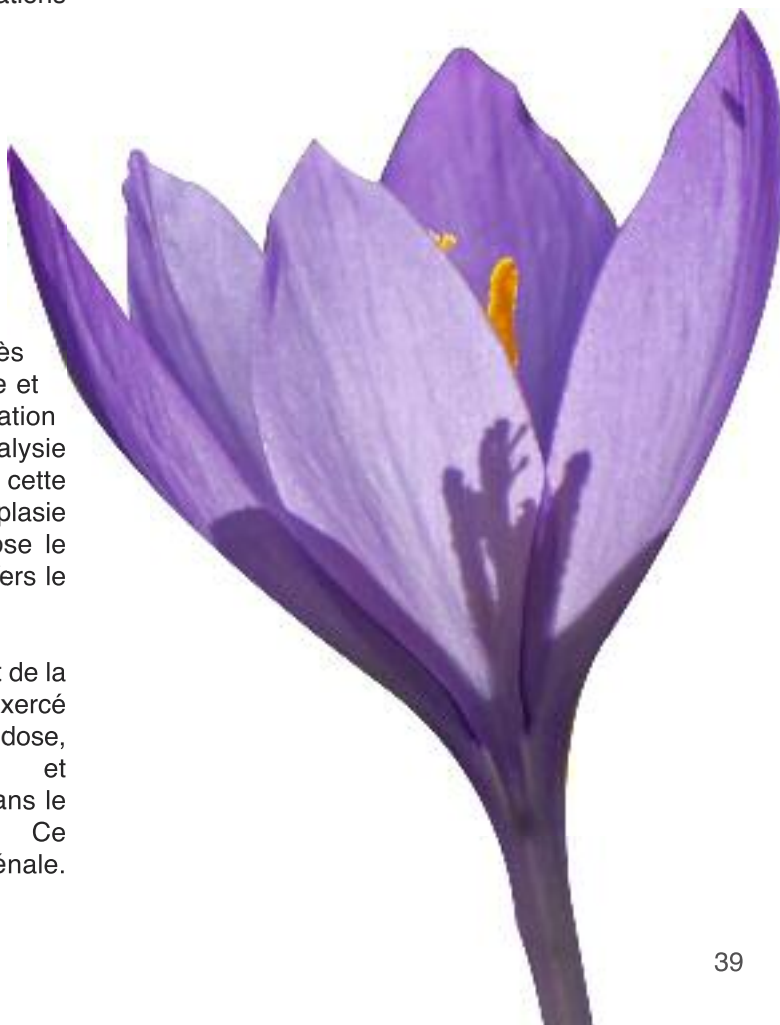 ations
ès
e et
ation
alysie
cette
plasie
ose le
ers le
t de la
xercé
dose,
et
ans le
Ce
énale.
39